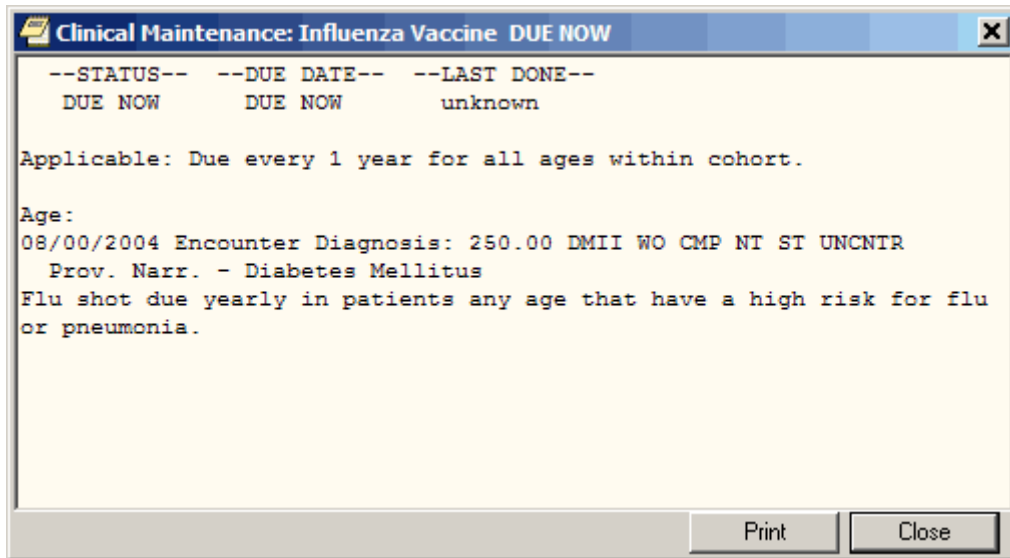 Clinical Maintenance: Influenza Vaccine DUE NOW
--STATUS-- --DUE DATE-- --LAST DONE--
DUE NOW DUE NOW unknown
Applicable: Due every 1 year for all ages within cohort.
Age:
08/00/2004 Encounter Diagnosis: 250.00 DMII WO CMP NT ST UNCNTR
Prov. Narr. - Diabetes Mellitus
Flu shot due yearly in patients any age that have a high risk for flu
or pneumonia.
Print Close